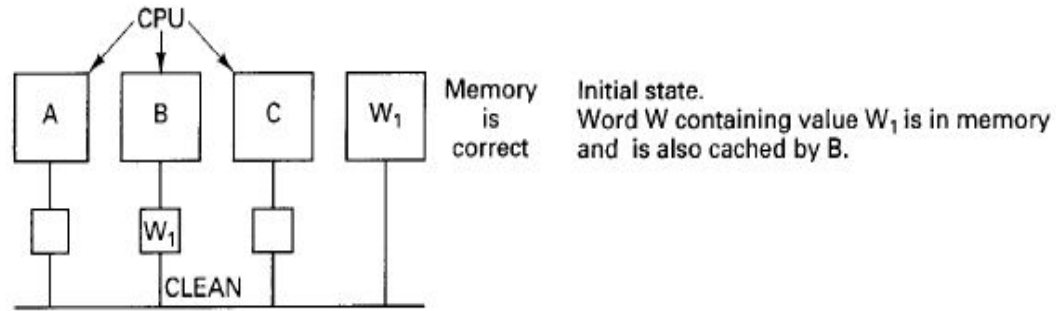 CPU
A
B
C
W₁
Memory
is
correct
Initial state.
Word W containing value W₁ is in memory
and is also cached by B.
W₁
CLEAN